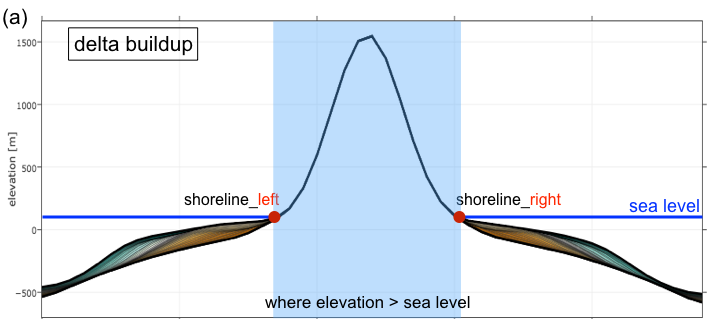 (a)
delta buildup
1500
1000
500
0
−500
elevation [m]
shoreline_left
shoreline_right
sea level
where elevation > sea level